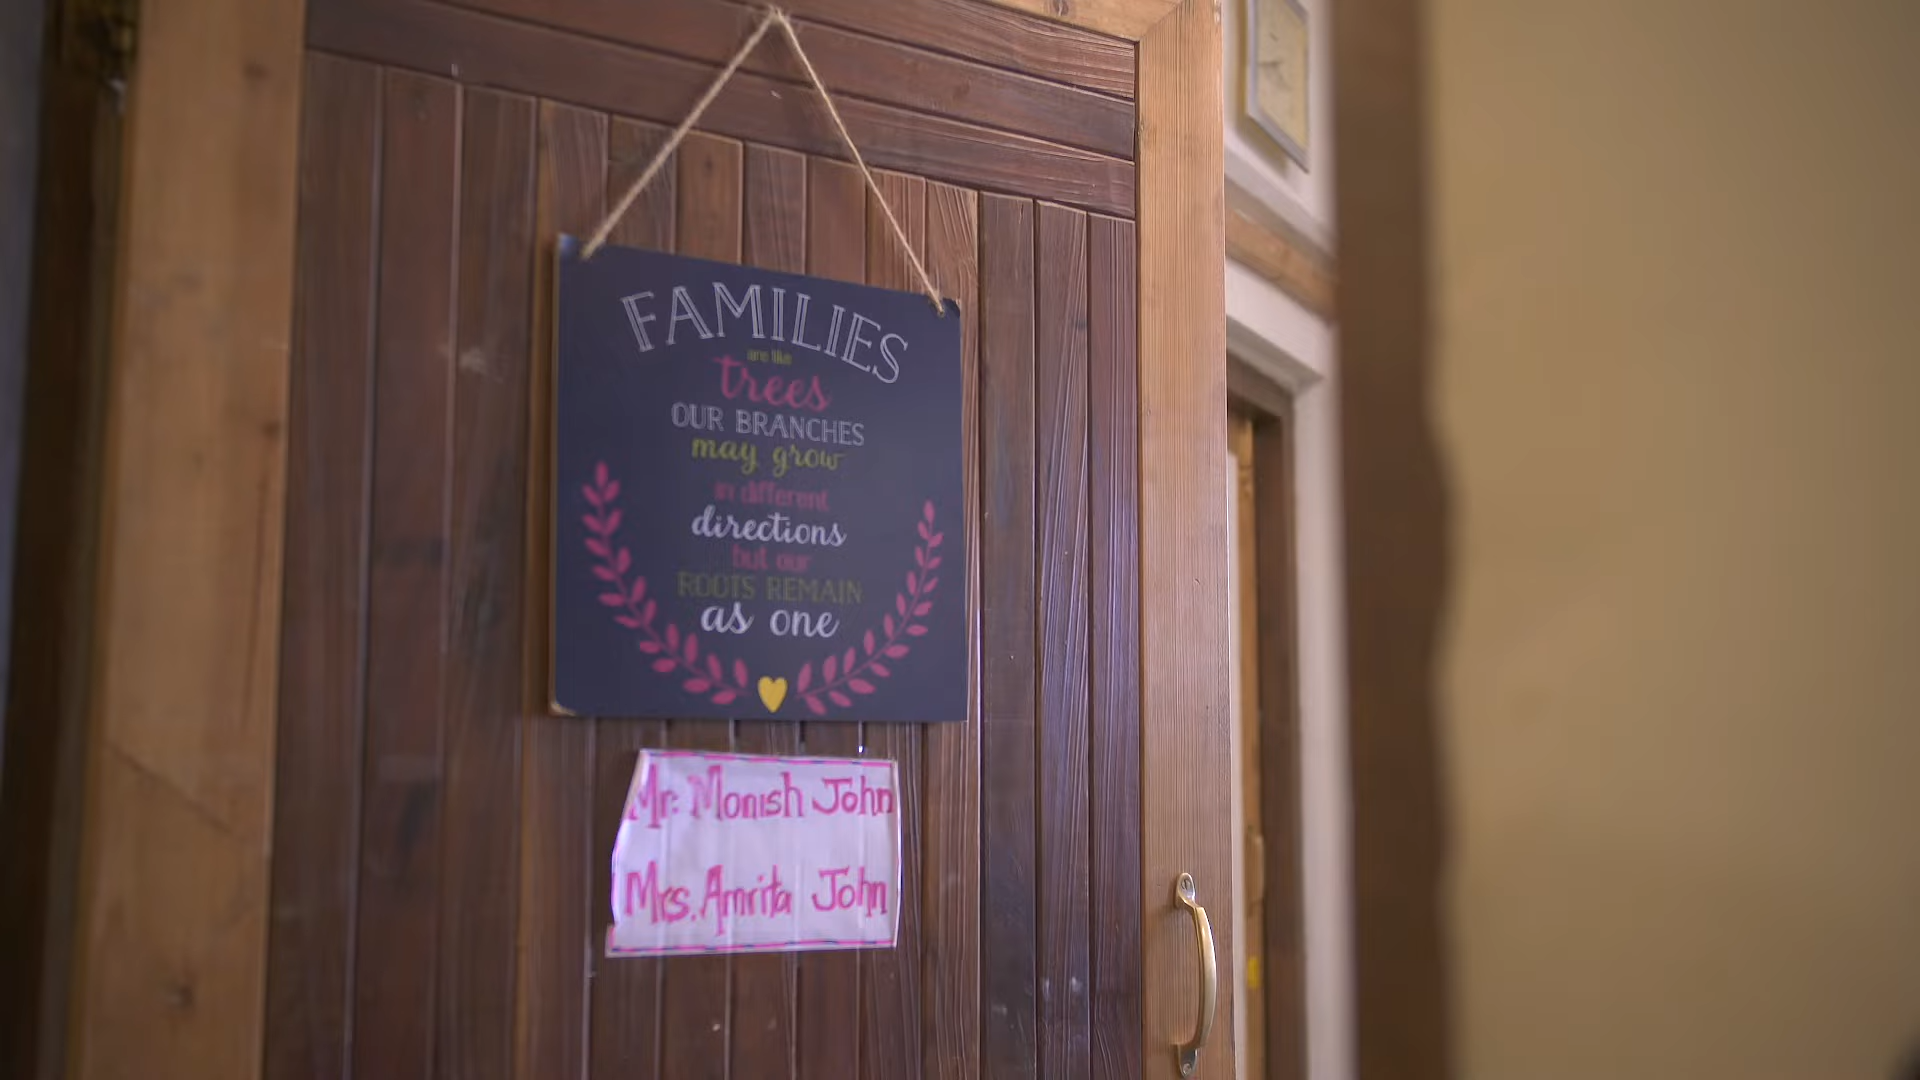 FAMILIES
are like
trees
OUR BRANCHES
may grow
in different
directions
but our
ROOTS REMAIN
as one
Mr. Monish John
Mrs. Amrita John